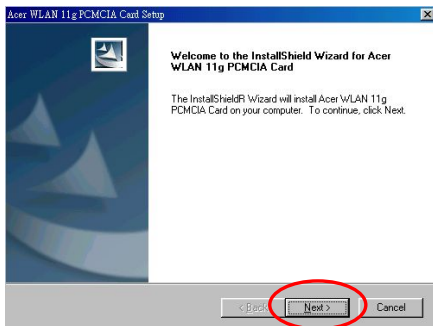 Acer WLAN 11g PCMCIA Card Setup
Welcome to the InstallShield Wizard for Acer
WLAN 11g PCMCIA Card
The InstallShieldR Wizard will install Acer WLAN 11g
PCMCIA Card on your computer. To continue, click Next.
< Back Next > Cancel